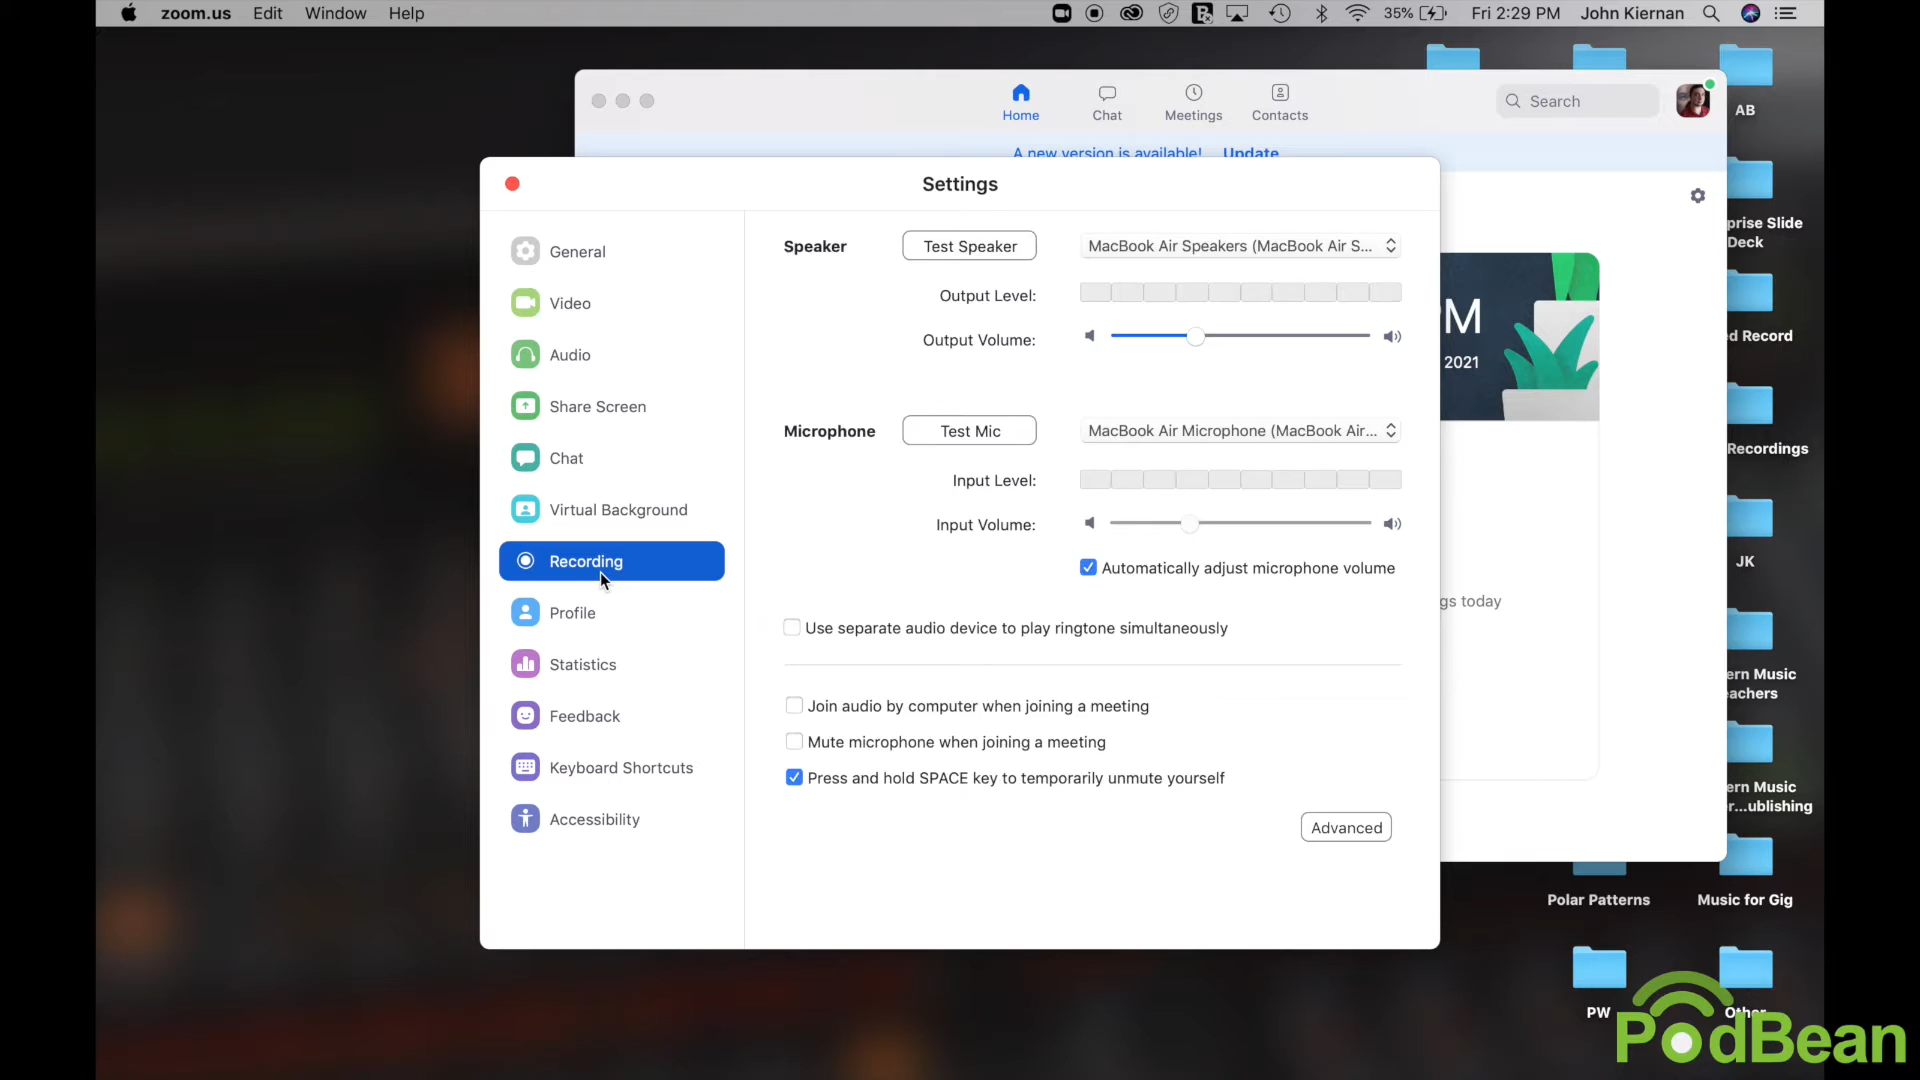 zoom.us Edit Window Help
35% Fri 2:29 PM John Kiernan
Home Chat Meetings Contacts
Search
A new version is available! Update
Settings
General
Video
Audio
Share Screen
Chat
Virtual Background
Recording
Profile
Statistics
Feedback
Keyboard Shortcuts
Accessibility
Speaker Test Speaker MacBook Air Speakers (MacBook Air S...
Output Level:
Output Volume:
Microphone Test Mic MacBook Air Microphone (MacBook Air...
Input Level:
Input Volume:
Automatically adjust microphone volume
Use separate audio device to play ringtone simultaneously
Join audio by computer when joining a meeting
Mute microphone when joining a meeting
Press and hold SPACE key to temporarily unmute yourself
Advanced
PM
2021
gs today
AB
prise Slide
Deck
d Record
Recordings
JK
ern Music
eachers
ern Music
r...ublishing
Polar Patterns
Music for Gig
PW
Other
PodBean